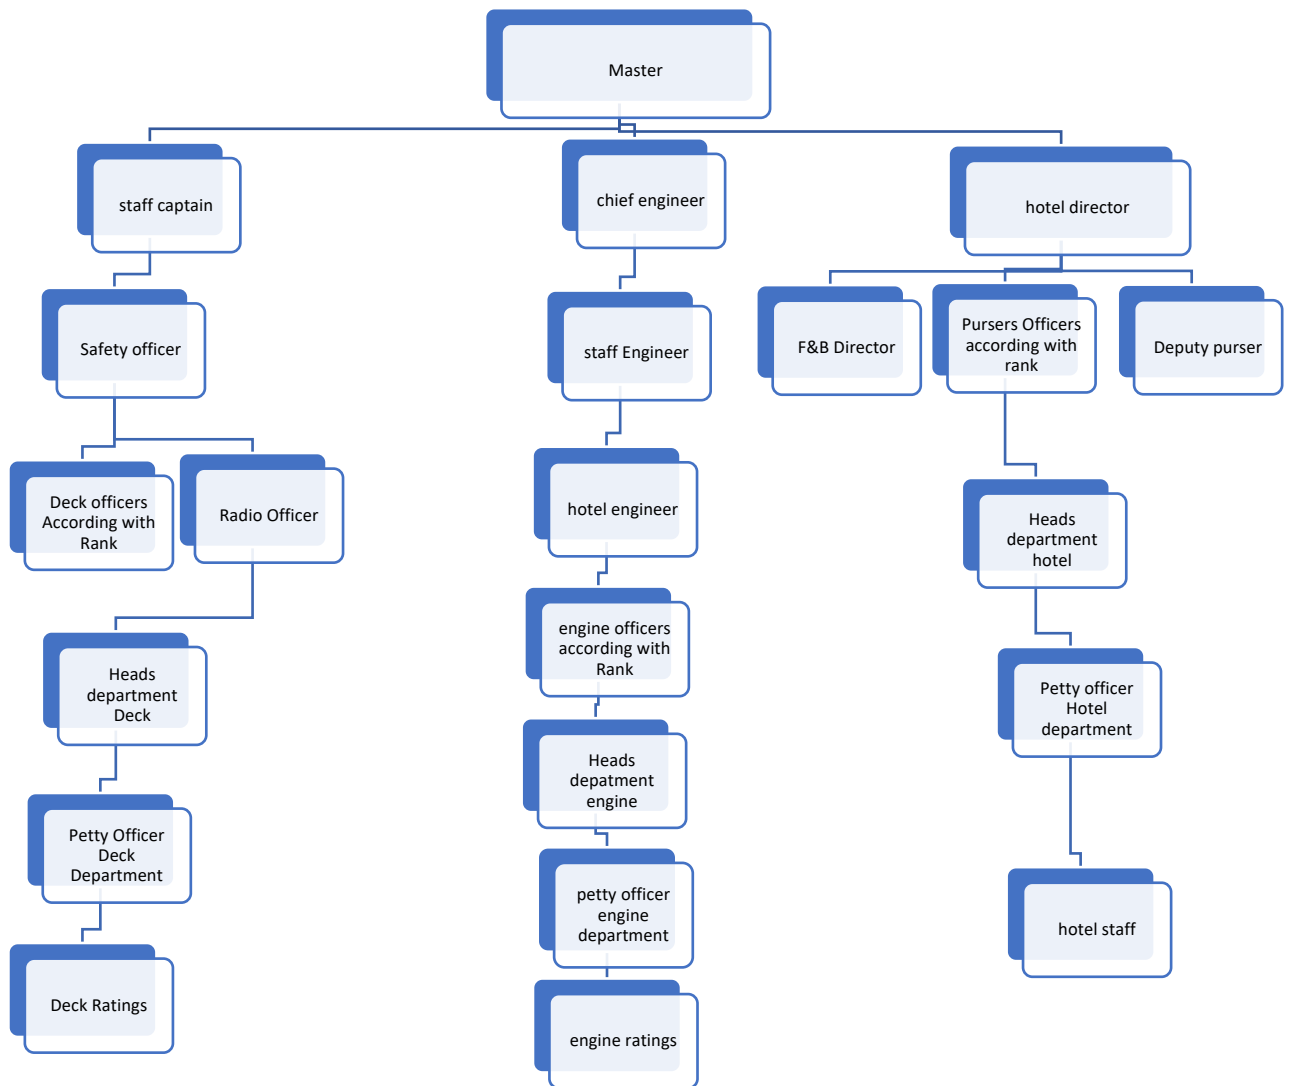 Master
staff captain
chief engineer
hotel director
Safety officer
staff Engineer
F&B Director
Pursers Officers
according with
rank
Deputy purser
Deck officers
According with
Rank
Radio Officer
hotel engineer
Heads
department
hotel
engine officers
according with
Rank
Heads
department
Deck
Petty officer
Hotel
department
Heads
depatment
engine
Petty Officer
Deck
Department
petty officer
engine
department
hotel staff
Deck Ratings
engine ratings